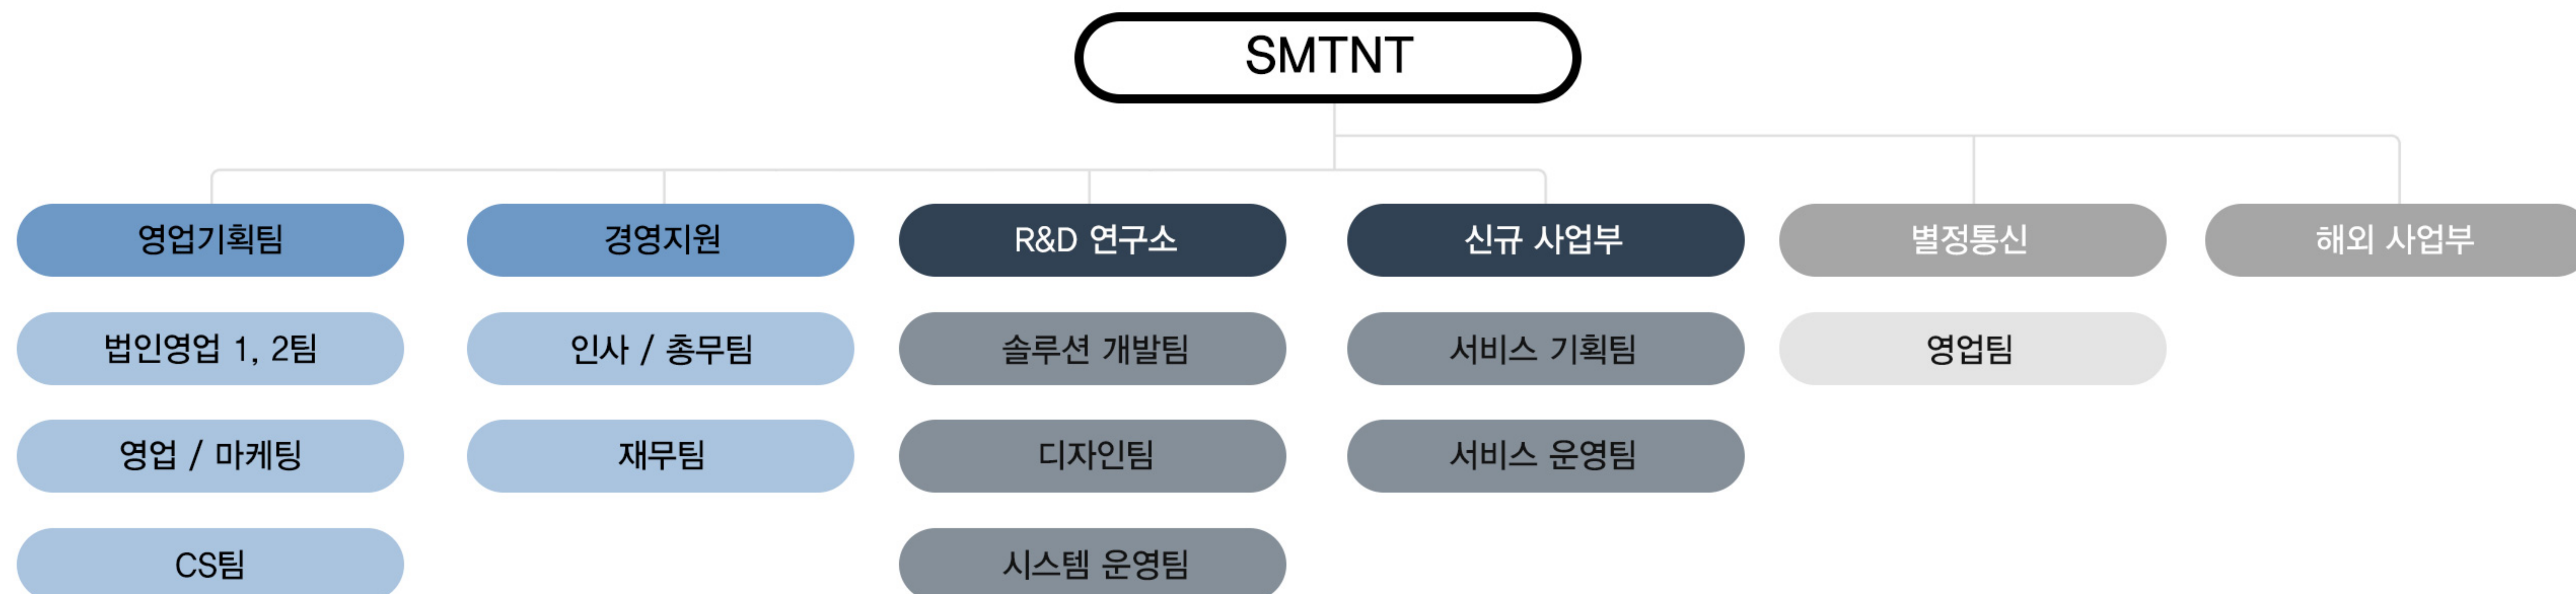 SMTNT
영업기획팀
경영지원
R&D 연구소
신규 사업부
별정통신
해외 사업부
법인영업 1, 2팀
인사 / 총무팀
솔루션 개발팀
서비스 기획팀
영업팀
영업 / 마케팅
재무팀
디자인팀
서비스 운영팀
CS팀
시스템 운영팀